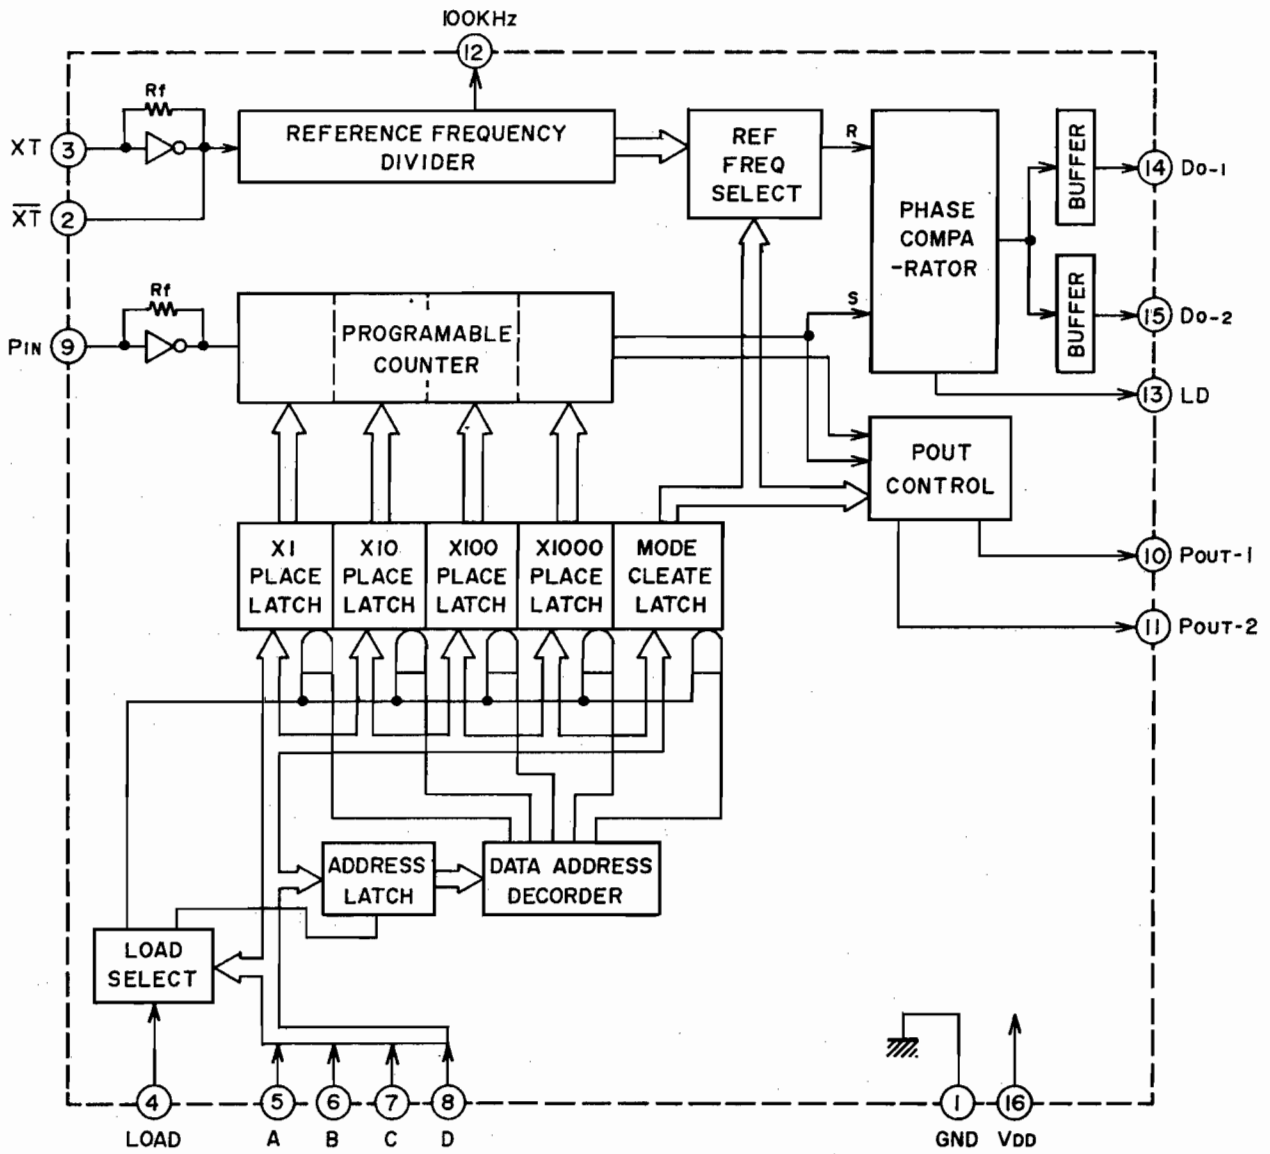 100KHz
12
Rf
XT
3
REFERENCE FREQUENCY
DIVIDER
REF
FREQ
SELECT
R
BUFFER
14
Do-1
XT
2
PHASE
COMPA
-RATOR
Rf
PIN
9
PROGRAMABLE
COUNTER
S
BUFFER
15
Do-2
13
LD
POUT
CONTROL
X1
PLACE
LATCH
X10
PLACE
LATCH
X100
PLACE
LATCH
X1000
PLACE
LATCH
MODE
CLEATE
LATCH
10
POUT-1
11
POUT-2
ADDRESS
LATCH
DATA ADDRESS
DECORDER
LOAD
SELECT
4
5
6
7
8
1
16
LOAD
A
B
C
D
GND
VDD